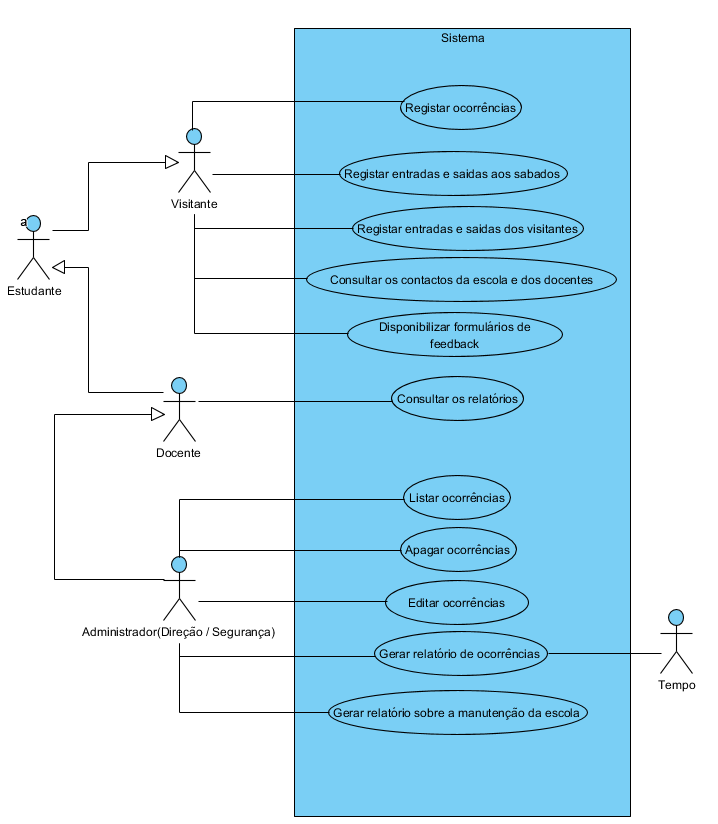 Sistema
Registar ocorrências
Registar entradas e saidas aos sabados
Visitante
a
Registar entradas e saidas dos visitantes
Consultar os contactos da escola e dos docentes
Estudante
Disponibilizar formulários de
feedback
Consultar os relatórios
Docente
Listar ocorrências
Apagar ocorrências
Editar ocorrências
Administrador(Direção / Segurança)
Gerar relatório de ocorrências
Tempo
Gerar relatório sobre a manutenção da escola